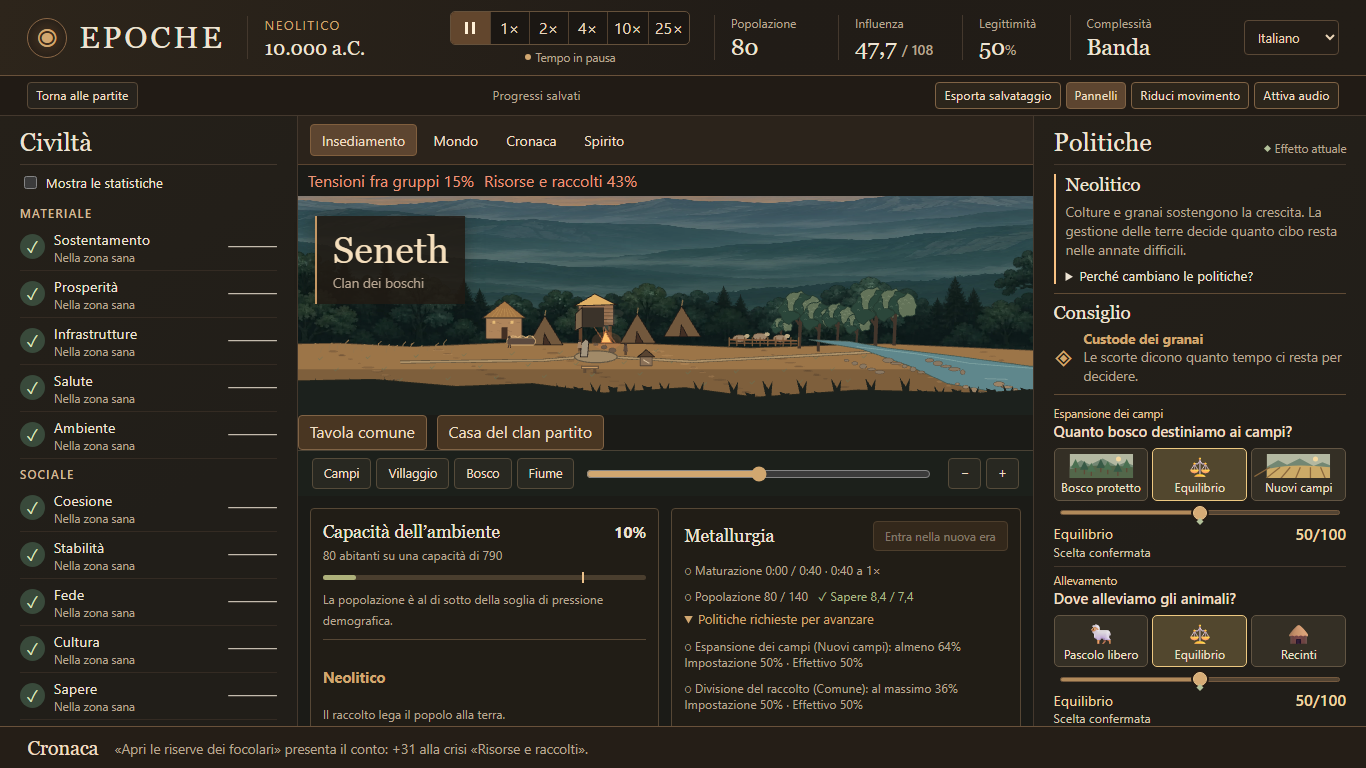 EPOCHE
NEOLITICO
10.000 a.C.
1× 2× 4× 10× 25×
Tempo in pausa
Popolazione
80
Influenza
47,7 / 108
Legittimità
50%
Complessità
Banda
Italiano
Torna alle partite
Progressi salvati
Esporta salvataggio
Pannelli
Riduci movimento
Attiva audio
Civiltà
Mostra le statistiche
MATERIALE
Sostentamento
Nella zona sana
Prosperità
Nella zona sana
Infrastrutture
Nella zona sana
Salute
Nella zona sana
Ambiente
Nella zona sana
SOCIALE
Coesione
Nella zona sana
Stabilità
Nella zona sana
Fede
Nella zona sana
Cultura
Nella zona sana
Sapere
Nella zona sana
Insediamento Mondo Cronaca Spirito
Tensioni fra gruppi 15% Risorse e raccolti 43%
Seneth
Clan dei boschi
Tavola comune
Casa del clan partito
Campi Villaggio Bosco Fiume − +
Capacità dell’ambiente 10%
80 abitanti su una capacità di 790
La popolazione è al di sotto della soglia di pressione
demografica.
Neolitico
Il raccolto lega il popolo alla terra.
Metallurgia
Entra nella nuova era
○ Maturazione 0:00 / 0:40 · 0:40 a 1×
○ Popolazione 80 / 140 ✓ Sapere 8,4 / 7,4
▼ Politiche richieste per avanzare
○ Espansione dei campi (Nuovi campi): almeno 64%
Impostazione 50% · Effettivo 50%
○ Divisione del raccolto (Comune): al massimo 36%
Impostazione 50% · Effettivo 50%
Politiche
◆ Effetto attuale
Neolitico
Colture e granai sostengono la crescita. La
gestione delle terre decide quanto cibo resta
nelle annate difficili.
▶ Perché cambiano le politiche?
Consiglio
Custode dei granai
Le scorte dicono quanto tempo ci resta per
decidere.
Espansione dei campi
Quanto bosco destiniamo ai campi?
Bosco protetto Equilibrio Nuovi campi
Equilibrio 50/100
Scelta confermata
Allevamento
Dove alleviamo gli animali?
Pascolo libero Equilibrio Recinti
Equilibrio 50/100
Scelta confermata
Cronaca «Apri le riserve dei focolari» presenta il conto: +31 alla crisi «Risorse e raccolti».